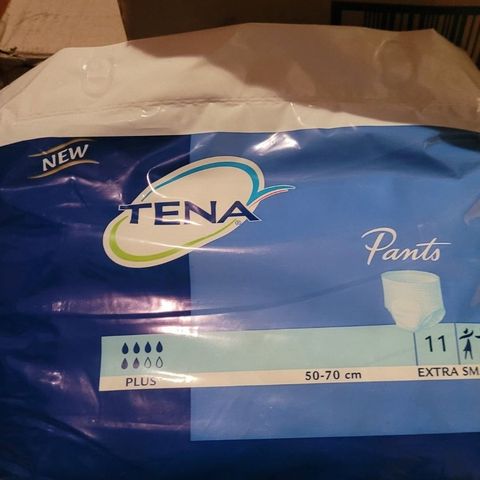 NEW
TENA
Pants
11
PLUS
50-70 cm
EXTRA SM